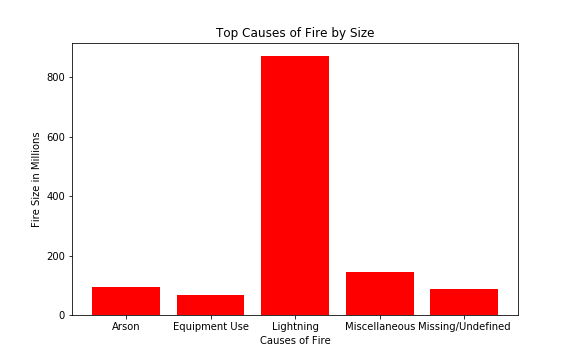 Top Causes of Fire by Size
Fire Size in Millions
800
600
400
200
0
Arson Equipment Use Lightning Miscellaneous Missing/Undefined
Causes of Fire